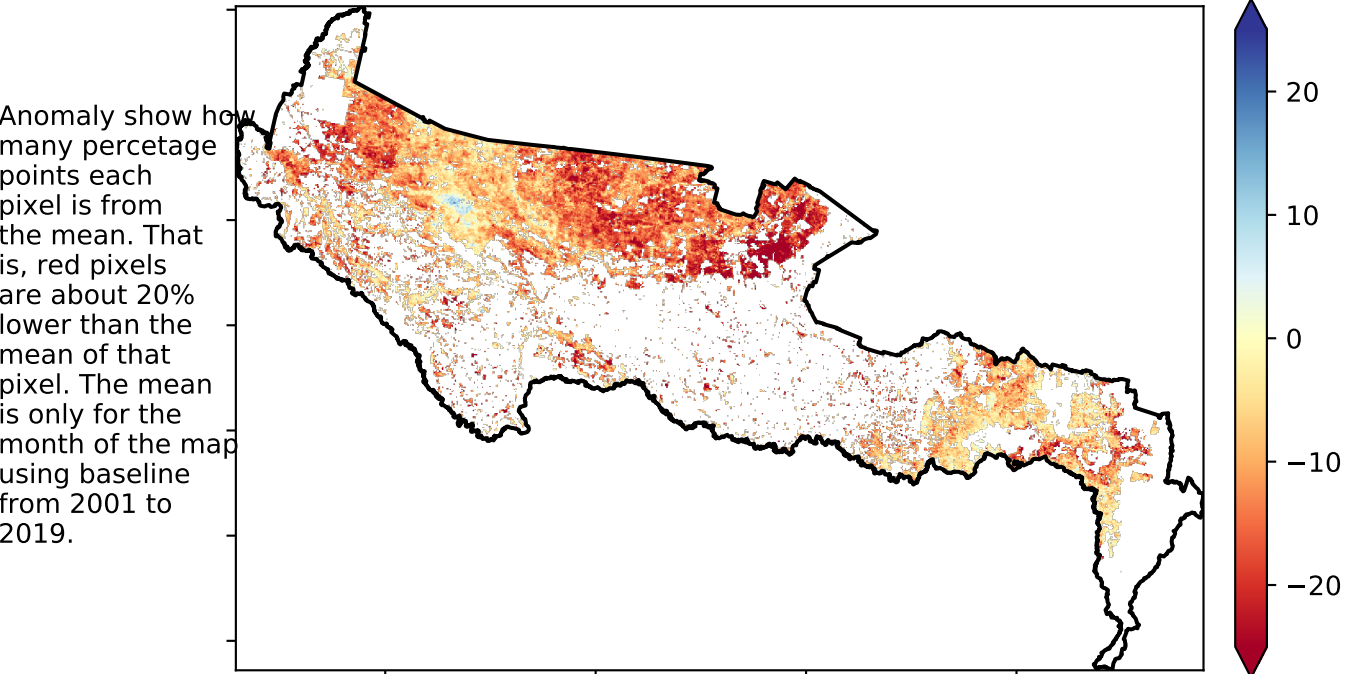 Anomaly show how
many percetage
points each
pixel is from
the mean. That
is, red pixels
are about 20%
lower than the
mean of that
pixel. The mean
is only for the
month of the map
using baseline
from 2001 to
2019.
20
10
0
−10
−20